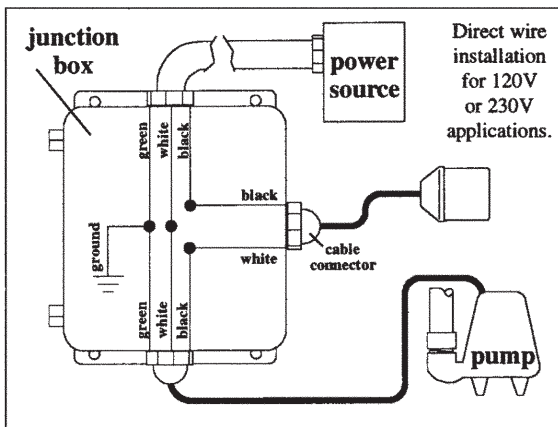 junction
box
power
source
Direct wire
installation
for 120V
or 230V
applications.
green
white
black
black
white
cable
connector
ground
green
white
black
pump